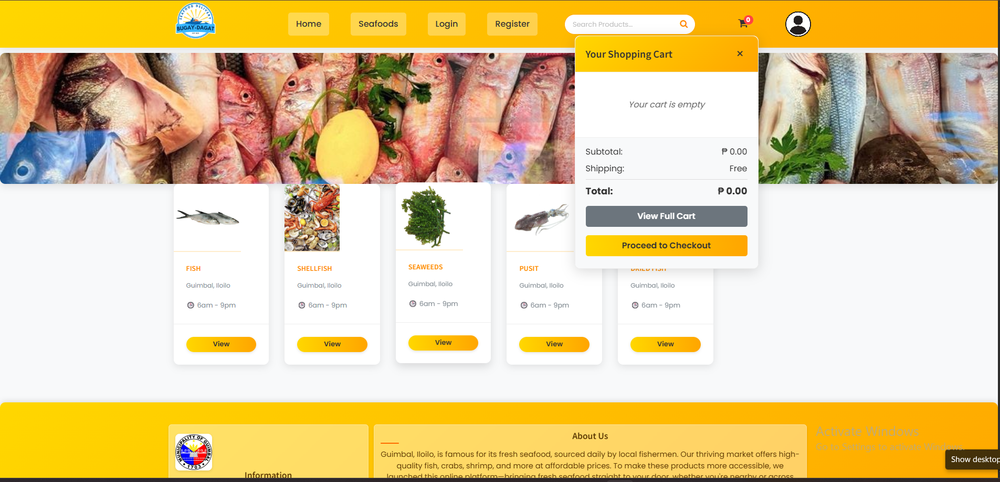 SEAFOOD DELIVERY
BUGAY-DAGAT
Home
Seafoods
Login
Register
Search Products...
0
Your Shopping Cart
×
Your cart is empty
Subtotal: ₱ 0.00
Shipping: Free
Total: ₱ 0.00
View Full Cart
Proceed to Checkout
FISH
Guimbal, Iloilo
6am - 9pm
View
SHELLFISH
Guimbal, Iloilo
6am - 9pm
View
SEAWEEDS
Guimbal, Iloilo
6am - 9pm
View
PUSIT
Guimbal, Iloilo
6am - 9pm
View
DRIED FISH
Guimbal, Iloilo
6am - 9pm
View
MUNICIPALITY OF GUIMBAL
1703
Information
About Us
Guimbal, Iloilo, is famous for its fresh seafood, sourced daily by local fishermen. Our thriving market offers high-
quality fish, crabs, shrimp, and more at affordable prices. To make these products more accessible, we
launched this online platform—bringing fresh seafood straight to your door, whether you're nearby or across
Activate Windows
Go to Settings to activate Windows.
Show desktop